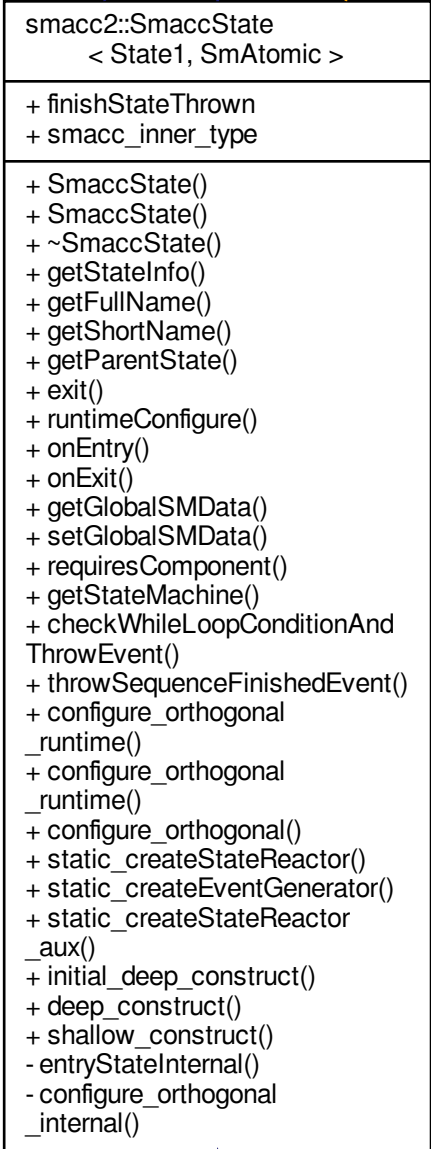 smacc2::SmaccState
< State1, SmAtomic >
+ finishStateThrown
+ smacc_inner_type
+ SmaccState()
+ SmaccState()
+ ~SmaccState()
+ getStateInfo()
+ getFullName()
+ getShortName()
+ getParentState()
+ exit()
+ runtimeConfigure()
+ onEntry()
+ onExit()
+ getGlobalSMData()
+ setGlobalSMData()
+ requiresComponent()
+ getStateMachine()
+ checkWhileLoopConditionAnd
ThrowEvent()
+ throwSequenceFinishedEvent()
+ configure_orthogonal
_runtime()
+ configure_orthogonal
_runtime()
+ configure_orthogonal()
+ static_createStateReactor()
+ static_createEventGenerator()
+ static_createStateReactor
_aux()
+ initial_deep_construct()
+ deep_construct()
+ shallow_construct()
- entryStateInternal()
- configure_orthogonal
_internal()